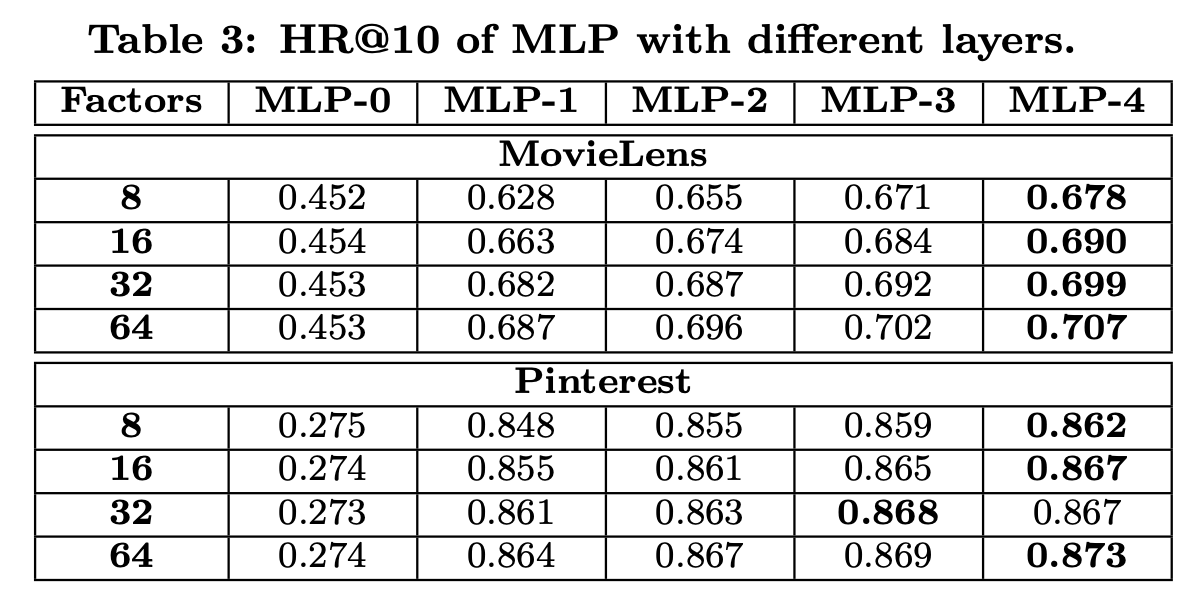 Table 3: HR@10 of MLP with different layers.
Factors MLP-0 MLP-1 MLP-2 MLP-3 MLP-4
MovieLens
8 0.452 0.628 0.655 0.671 0.678
16 0.454 0.663 0.674 0.684 0.690
32 0.453 0.682 0.687 0.692 0.699
64 0.453 0.687 0.696 0.702 0.707
Pinterest
8 0.275 0.848 0.855 0.859 0.862
16 0.274 0.855 0.861 0.865 0.867
32 0.273 0.861 0.863 0.868 0.867
64 0.274 0.864 0.867 0.869 0.873